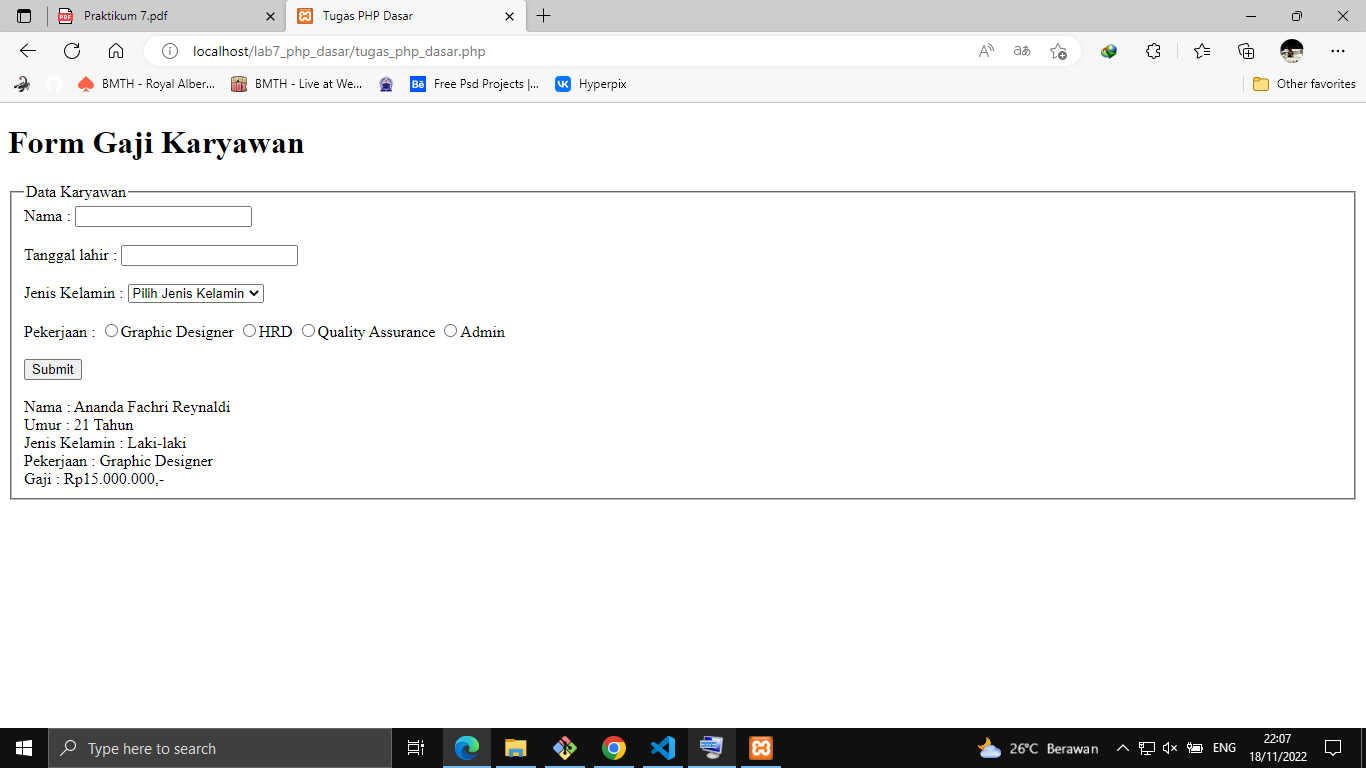 Praktikum 7.pdf
Tugas PHP Dasar
localhost/lab7_php_dasar/tugas_php_dasar.php
BMTH - Royal Alber...
BMTH - Live at We...
Free Psd Projects |...
Hyperpix
Other favorites
Form Gaji Karyawan
Data Karyawan
Nama :
Tanggal lahir :
Jenis Kelamin : Pilih Jenis Kelamin
Pekerjaan : Graphic Designer HRD Quality Assurance Admin
Submit
Nama : Ananda Fachri Reynaldi
Umur : 21 Tahun
Jenis Kelamin : Laki-laki
Pekerjaan : Graphic Designer
Gaji : Rp15.000.000,-
Type here to search
26°C Berawan
ENG
22:07
18/11/2022